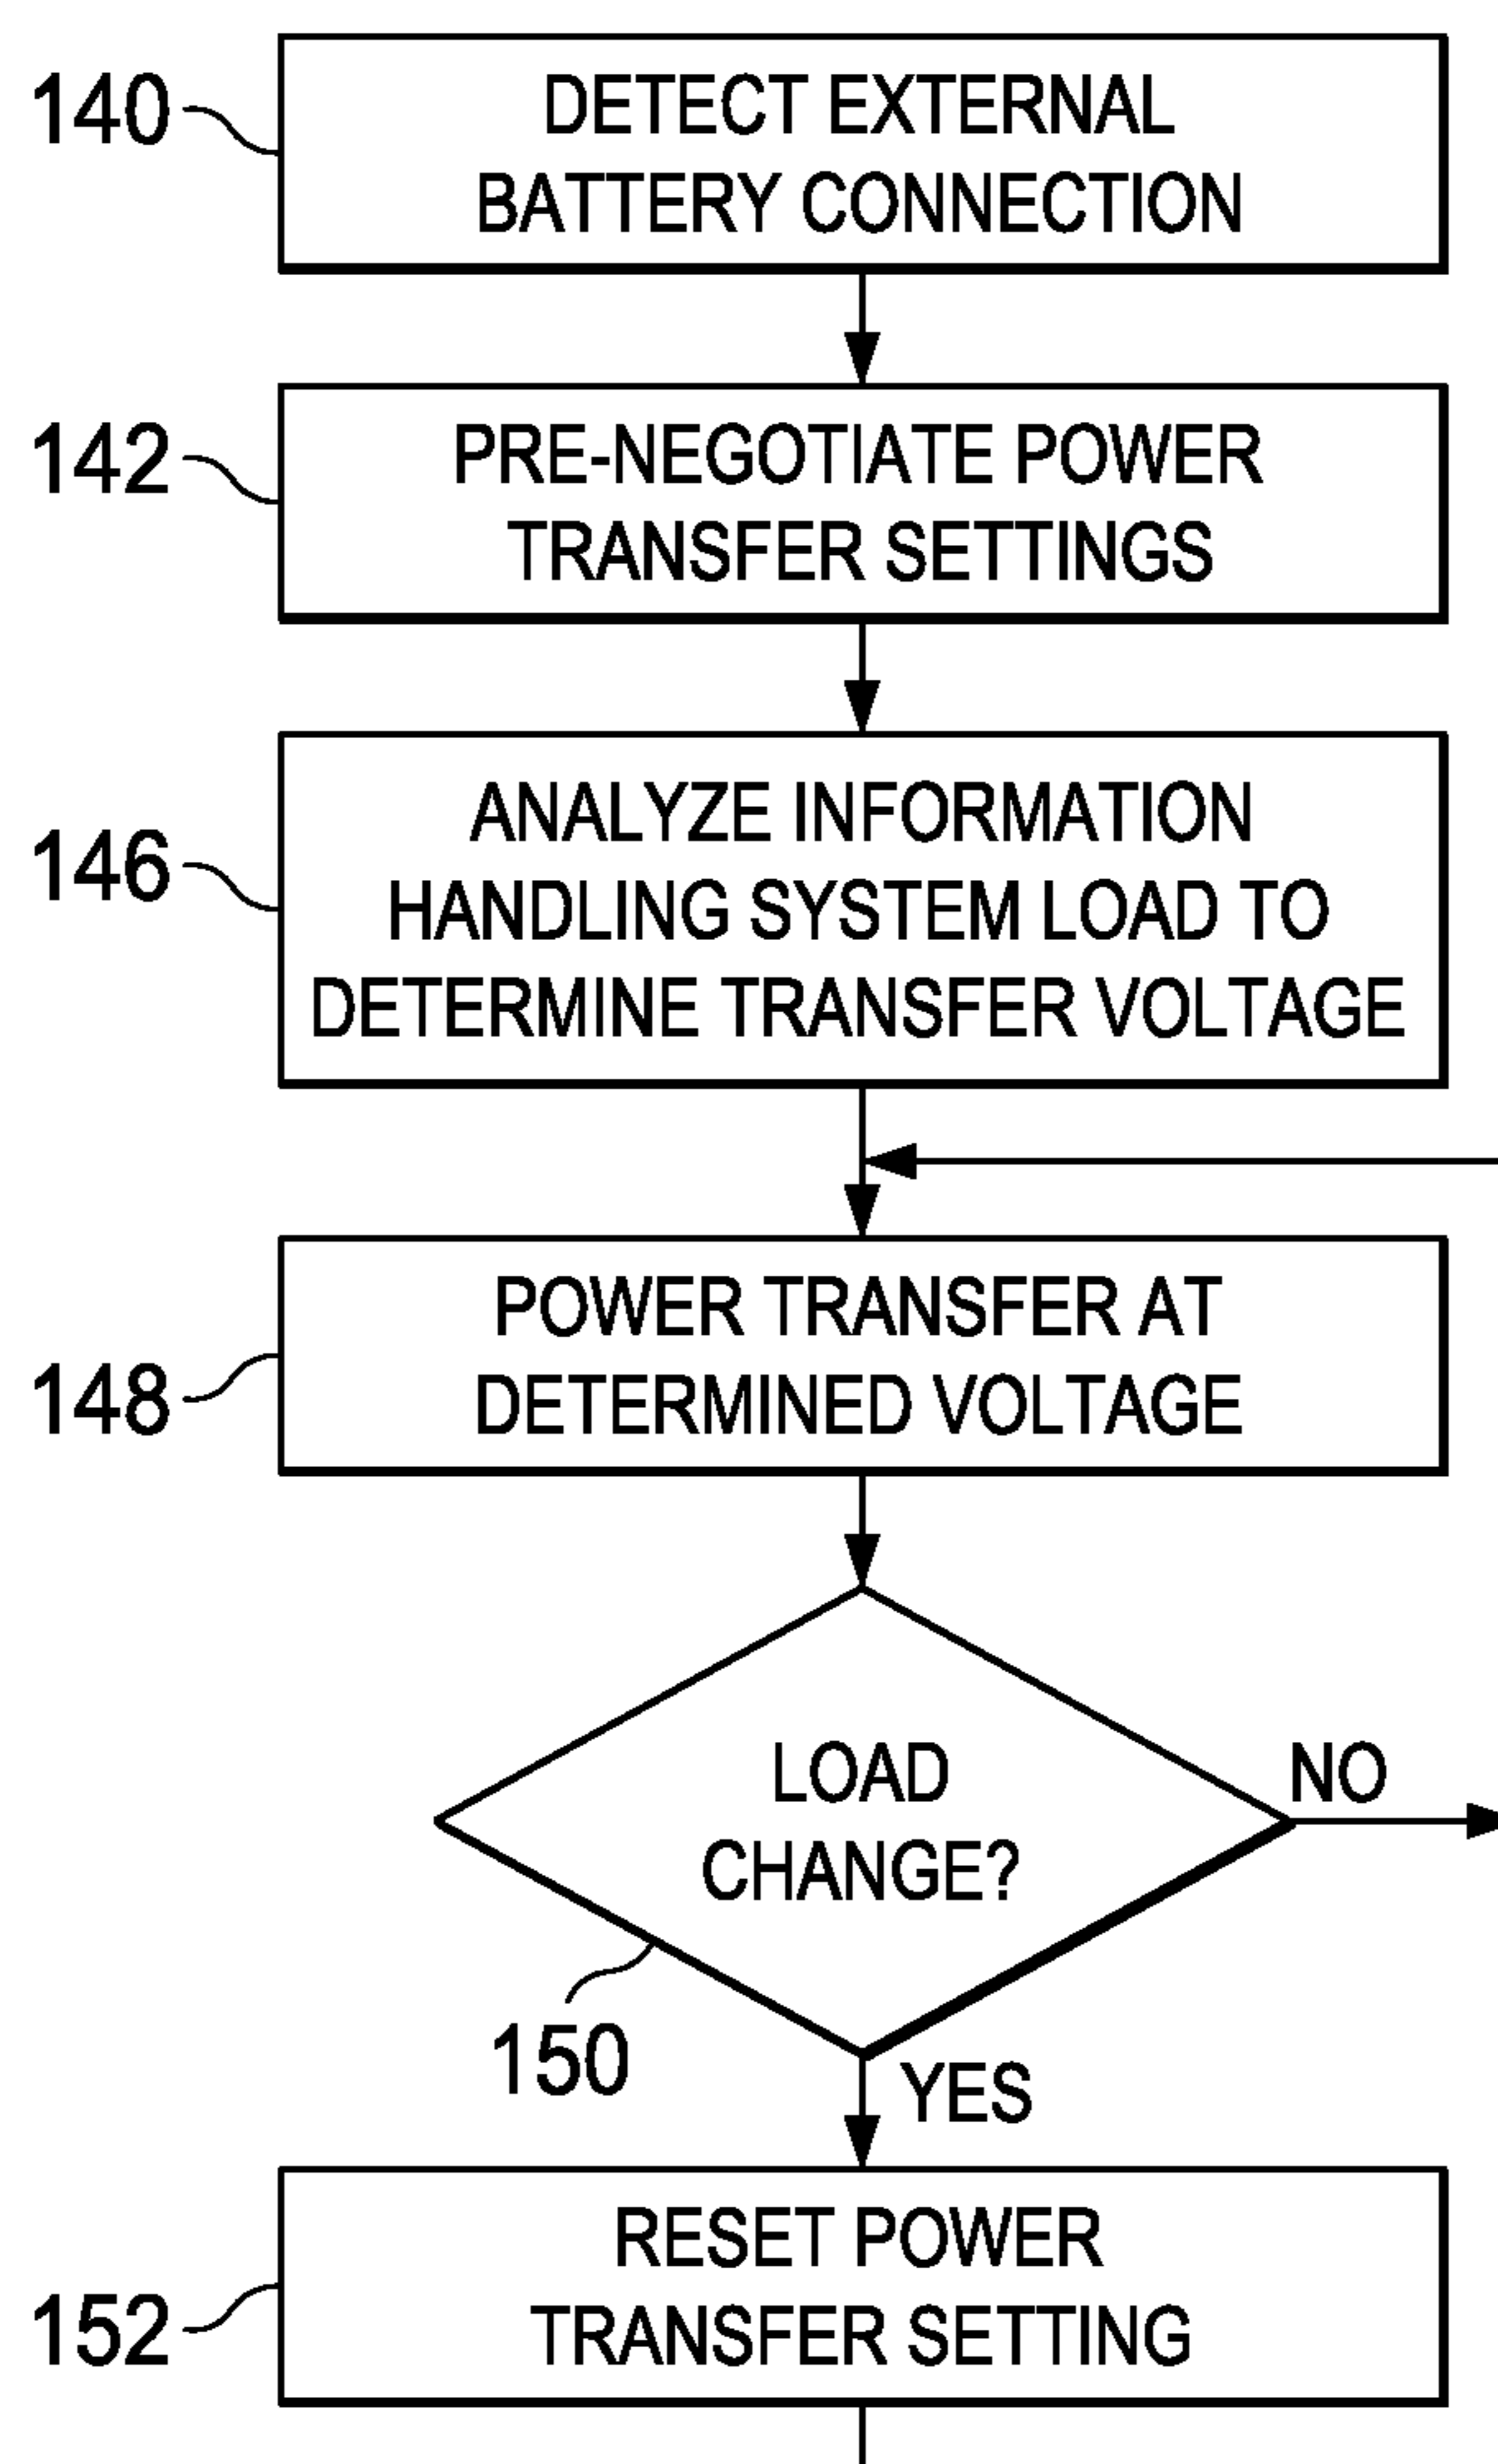 140
DETECT EXTERNAL
BATTERY CONNECTION
142
PRE-NEGOTIATE POWER
TRANSFER SETTINGS
146
ANALYZE INFORMATION
HANDLING SYSTEM LOAD TO
DETERMINE TRANSFER VOLTAGE
148
POWER TRANSFER AT
DETERMINED VOLTAGE
LOAD
CHANGE?
NO
150
YES
152
RESET POWER
TRANSFER SETTING